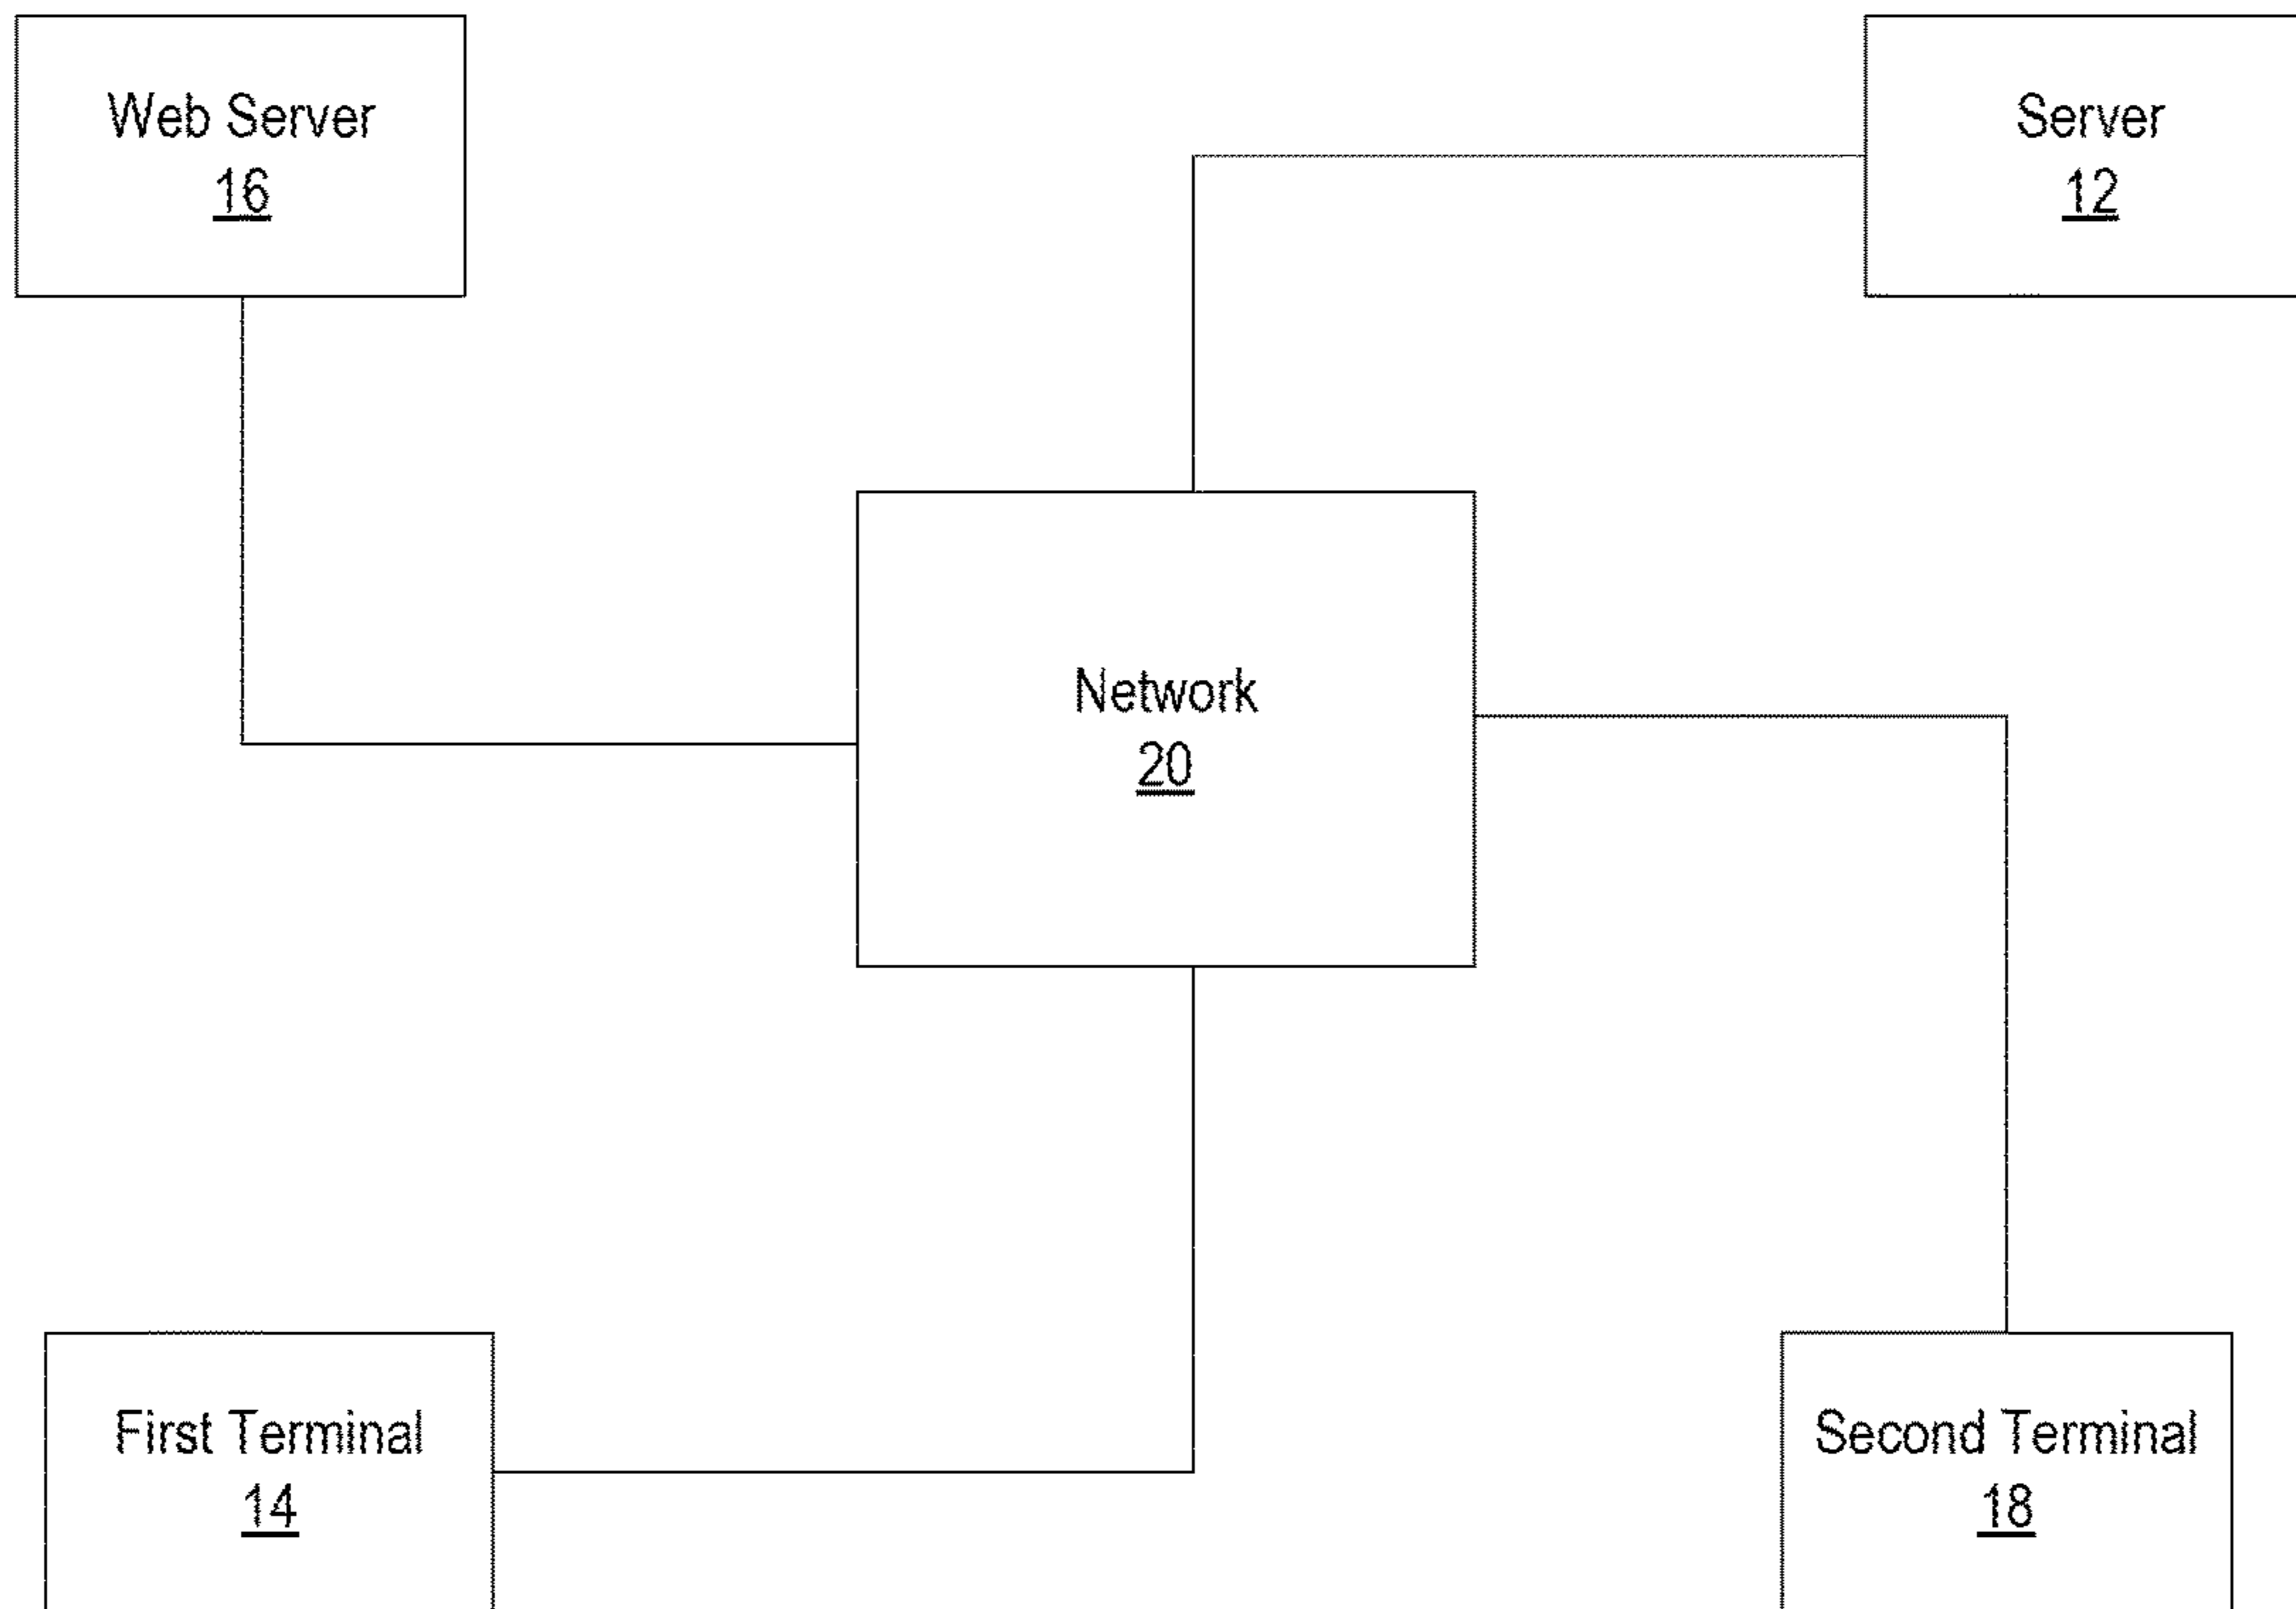 Web Server
16
Server
12
Network
20
First Terminal
14
Second Terminal
18